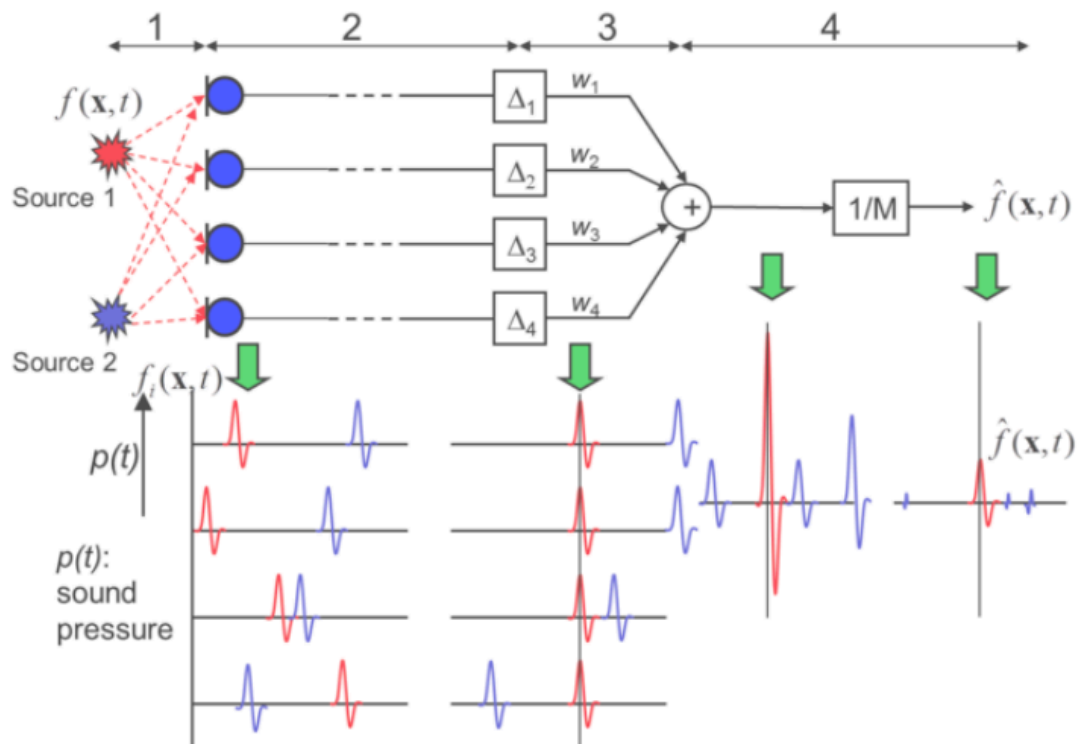 1 2 3 4
f(x,t)
Source 1
Source 2
Δ1 w1
Δ2 w2
Δ3 w3
Δ4 w4
+
1/M
f̂(x,t)
fi(x,t)
p(t)
f̂(x,t)
p(t):
sound
pressure